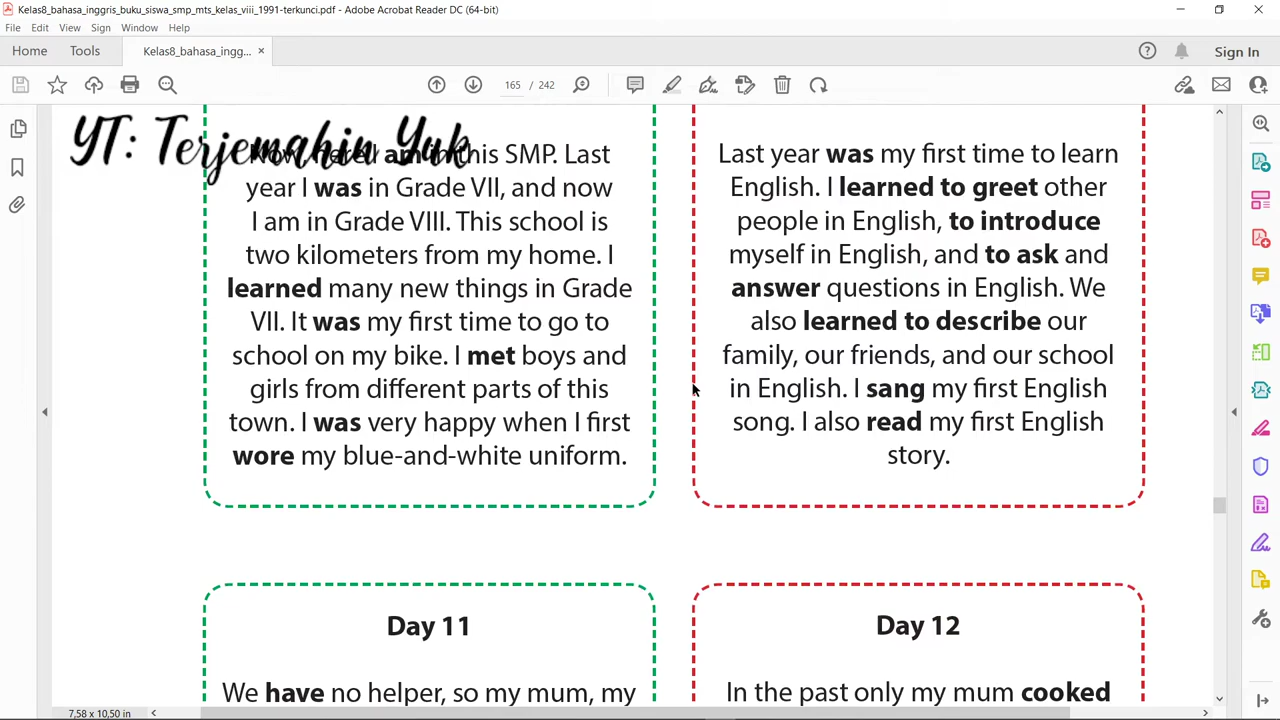 Kelas8_bahasa_inggris_buku_siswa_smp_mts_kelas_viii_1991-terkunci.pdf - Adobe Acrobat Reader DC (64-bit)
File Edit View Sign Window Help
Home Tools Kelas8_bahasa_ingg... × Sign In
165 / 242
YT: Terjemahin Yuk
Now, here I am in this SMP. Last
year I was in Grade VII, and now
I am in Grade VIII. This school is
two kilometers from my home. I
learned many new things in Grade
VII. It was my first time to go to
school on my bike. I met boys and
girls from different parts of this
town. I was very happy when I first
wore my blue-and-white uniform.
Last year was my first time to learn
English. I learned to greet other
people in English, to introduce
myself in English, and to ask and
answer questions in English. We
also learned to describe our
family, our friends, and our school
in English. I sang my first English
song. I also read my first English
story.
Day 11
We have no helper, so my mum, my
Day 12
In the past only my mum cooked
7,58 x 10,50 in